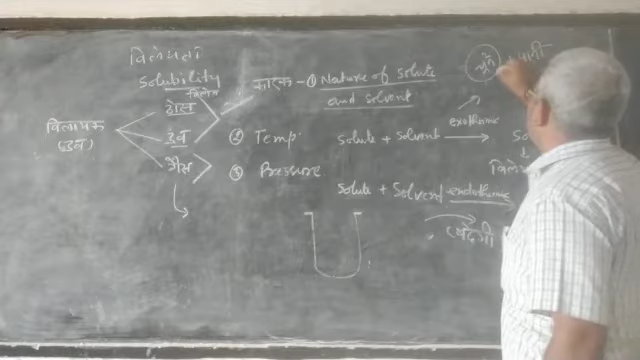 विलेयता
Solubility
विलेय
ठोस
द्रव
गैस
विलायक
(द्रव)
कारक - ① Nature of solute
and solvent
② Temp.
③ Pressure
solute + solvent exothermic
solute + Solvent endothermic